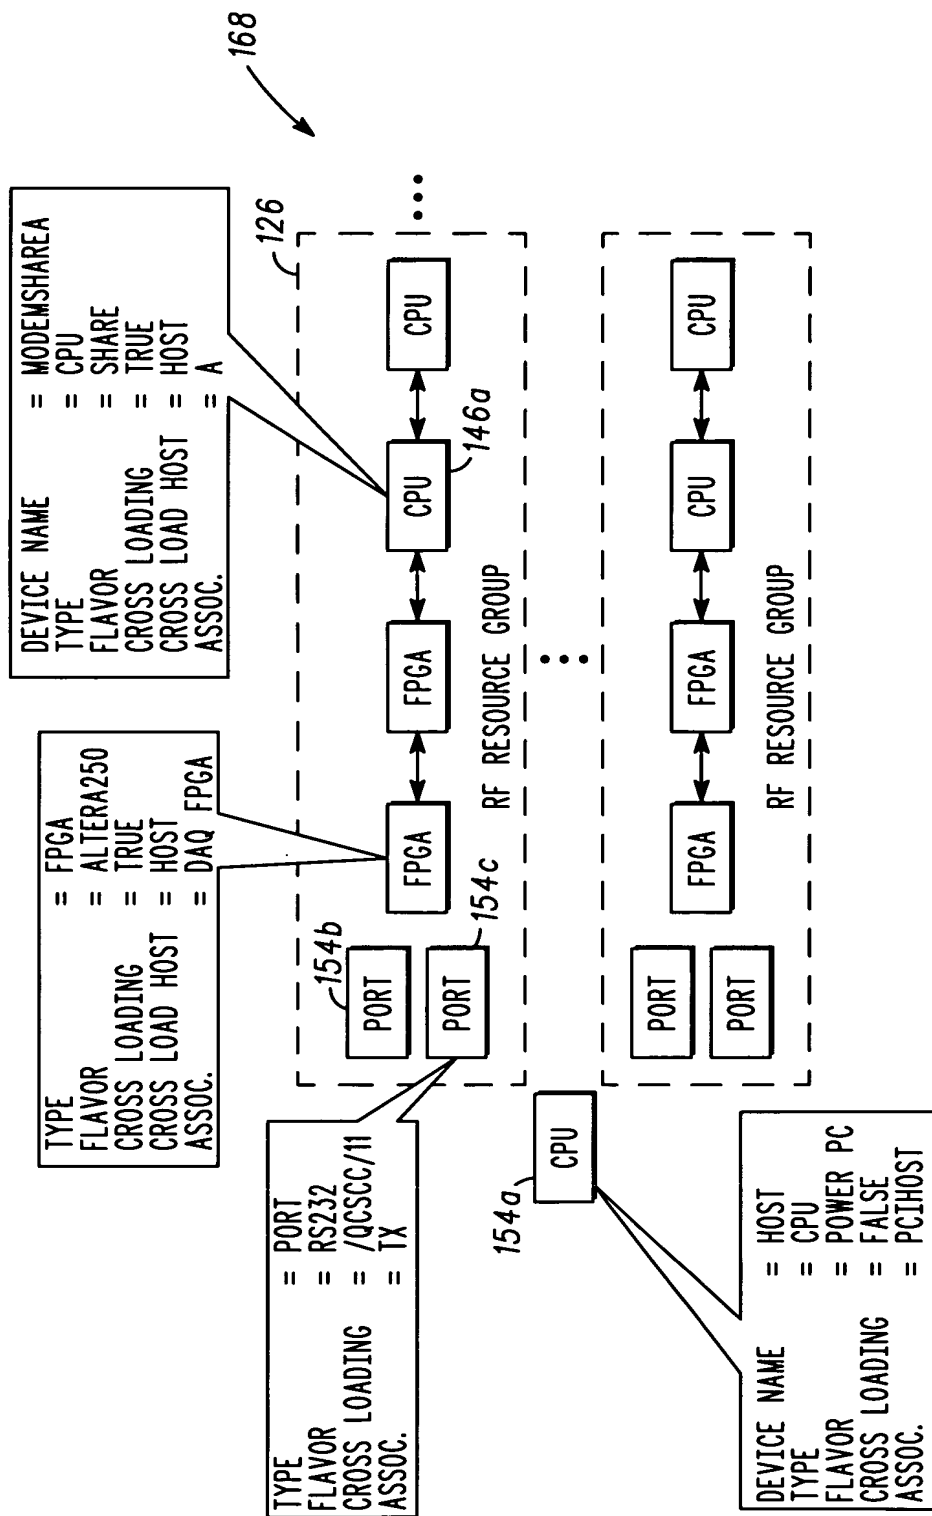 168
DEVICE NAME = MODEMSHAREA
TYPE = CPU
FLAVOR = SHARE
CROSS LOADING = TRUE
CROSS LOAD HOST = HOST
ASSOC. = A
TYPE = FPGA
FLAVOR = ALTERA250
CROSS LOADING = TRUE
CROSS LOAD HOST = HOST
ASSOC. = DAQ FPGA
TYPE = PORT
FLAVOR = RS232
CROSS LOADING = /QCSCC/11
ASSOC. = TX
126
154b
PORT
PORT
154c
FPGA
FPGA
CPU
146a
CPU
RF RESOURCE GROUP
154a
CPU
PORT
PORT
FPGA
FPGA
CPU
CPU
RF RESOURCE GROUP
DEVICE NAME = HOST
TYPE = CPU
FLAVOR = POWER PC
CROSS LOADING = FALSE
ASSOC. = PCIHOST